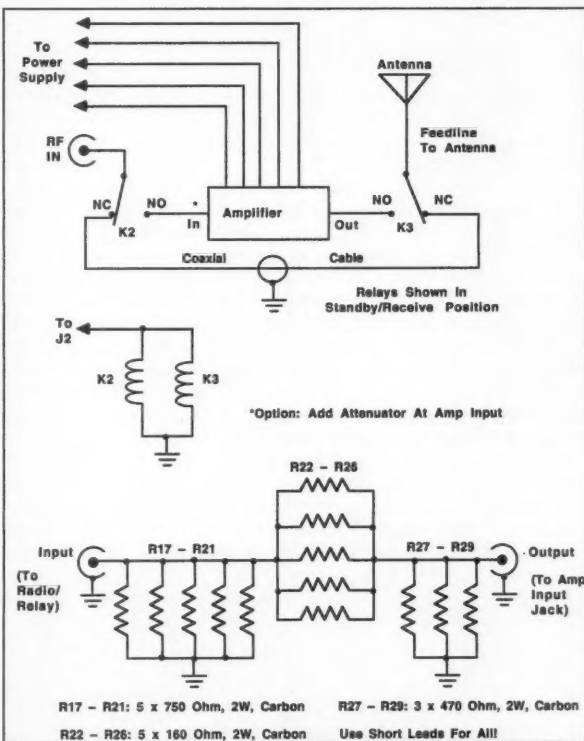 To
Power
Supply
Antenna
RF
IN
Feedline
To Antenna
NC
NO
*
In
Amplifier
Out
NO
NC
K2
K3
Coaxial
Cable
Relays Shown In
Standby/Receive Position
To
J2
K2
K3
*Option: Add Attenuator At Amp Input
R22 – R26
Input
R17 – R21
R27 – R29
Output
(To
Radio/
Relay)
(To Amp
Input
Jack)
R17 – R21: 5 x 750 Ohm, 2W, Carbon
R27 – R29: 3 x 470 Ohm, 2W, Carbon
R22 – R26: 5 x 160 Ohm, 2W, Carbon
Use Short Leads For All!